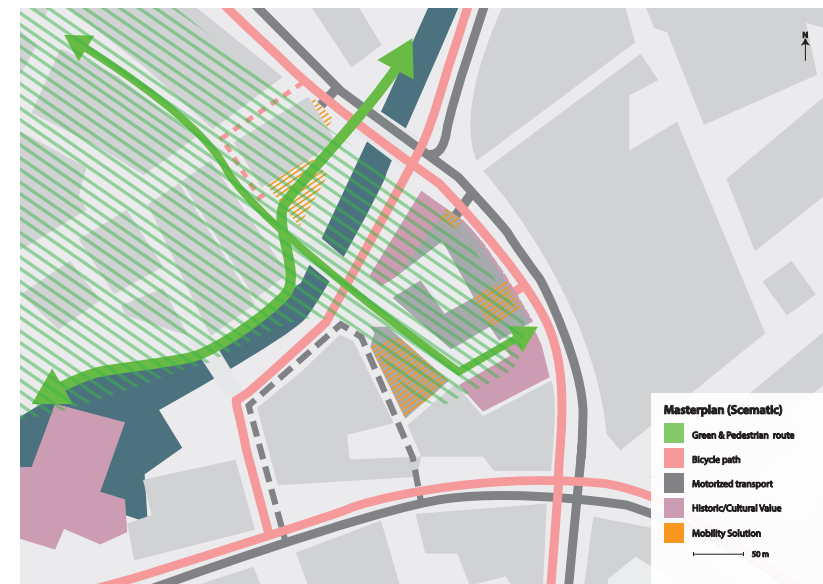 N
Masterplan (Scematic)
Green & Pedestrian route
Bicycle path
Motorized transport
Historic/Cultural Value
Mobility Solution
50 m